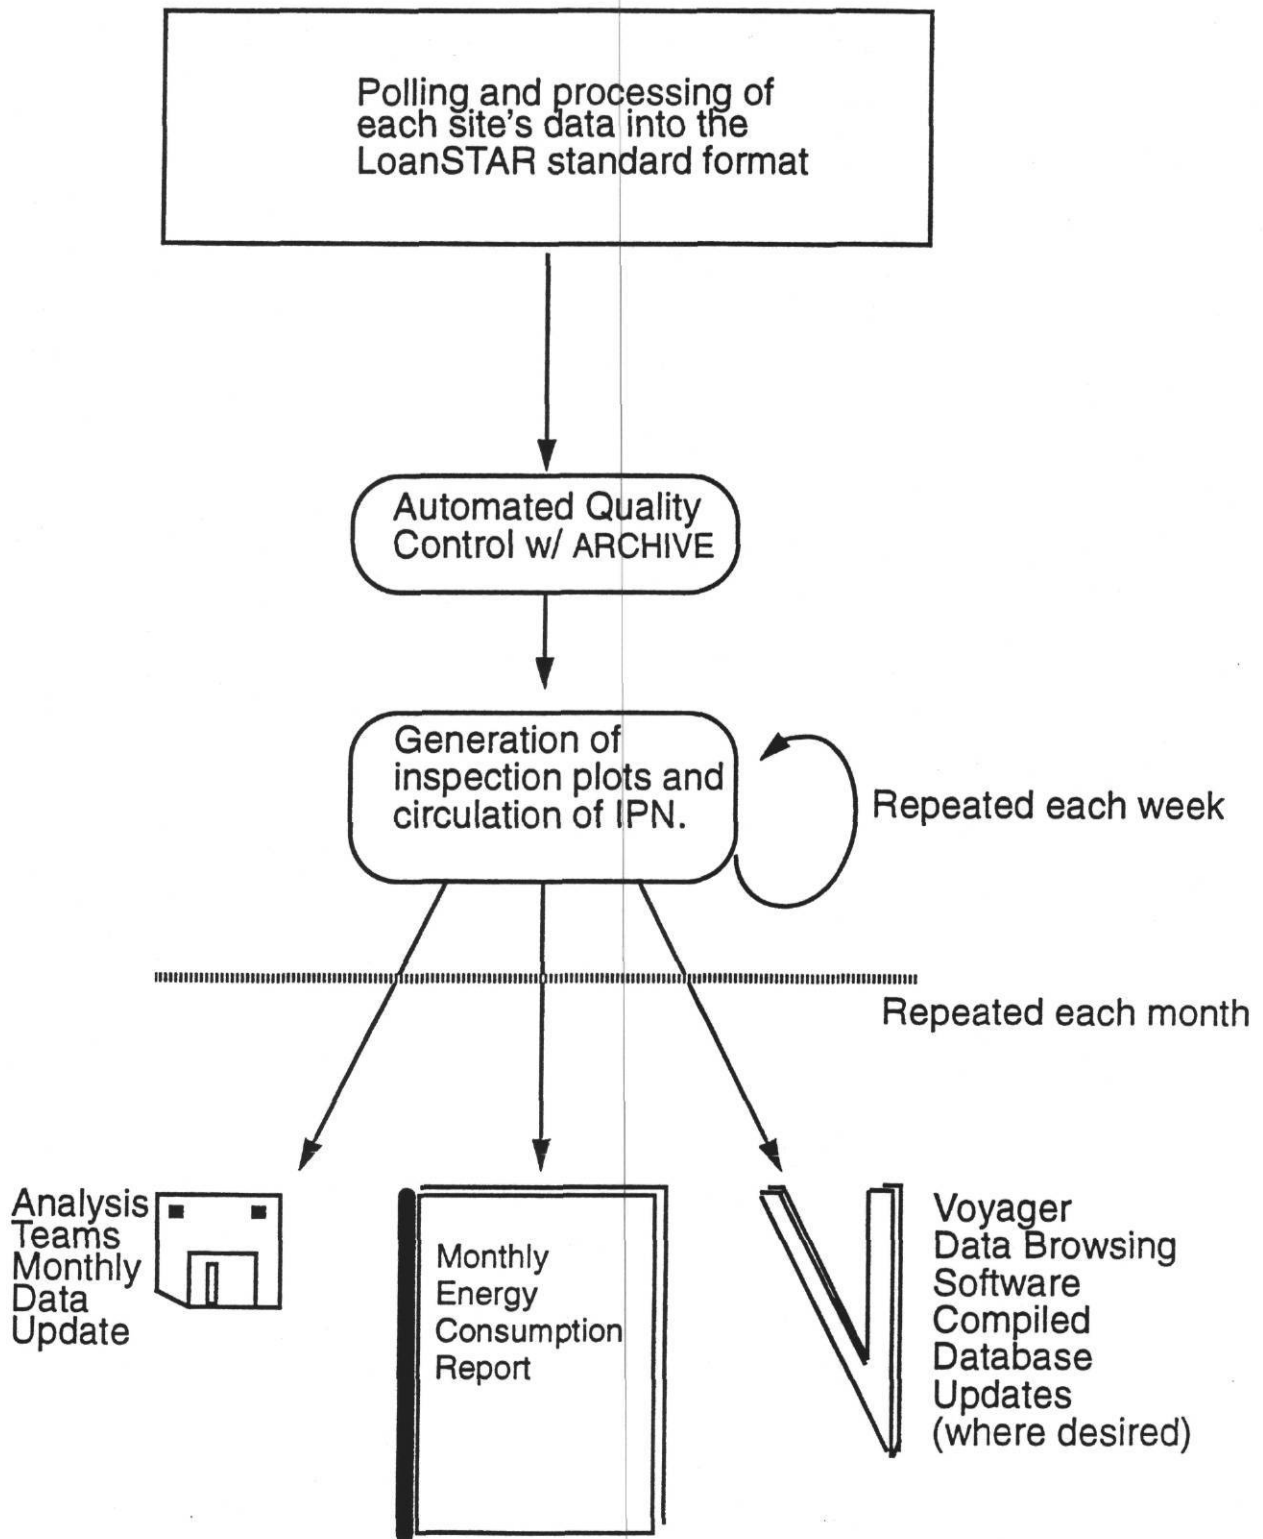 Polling and processing of
each site's data into the
LoanSTAR standard format
Automated Quality
Control w/ ARCHIVE
Generation of
inspection plots and
circulation of IPN.
Repeated each week
Repeated each month
Analysis
Teams
Monthly
Data
Update
Monthly
Energy
Consumption
Report
Voyager
Data Browsing
Software
Compiled
Database
Updates
(where desired)